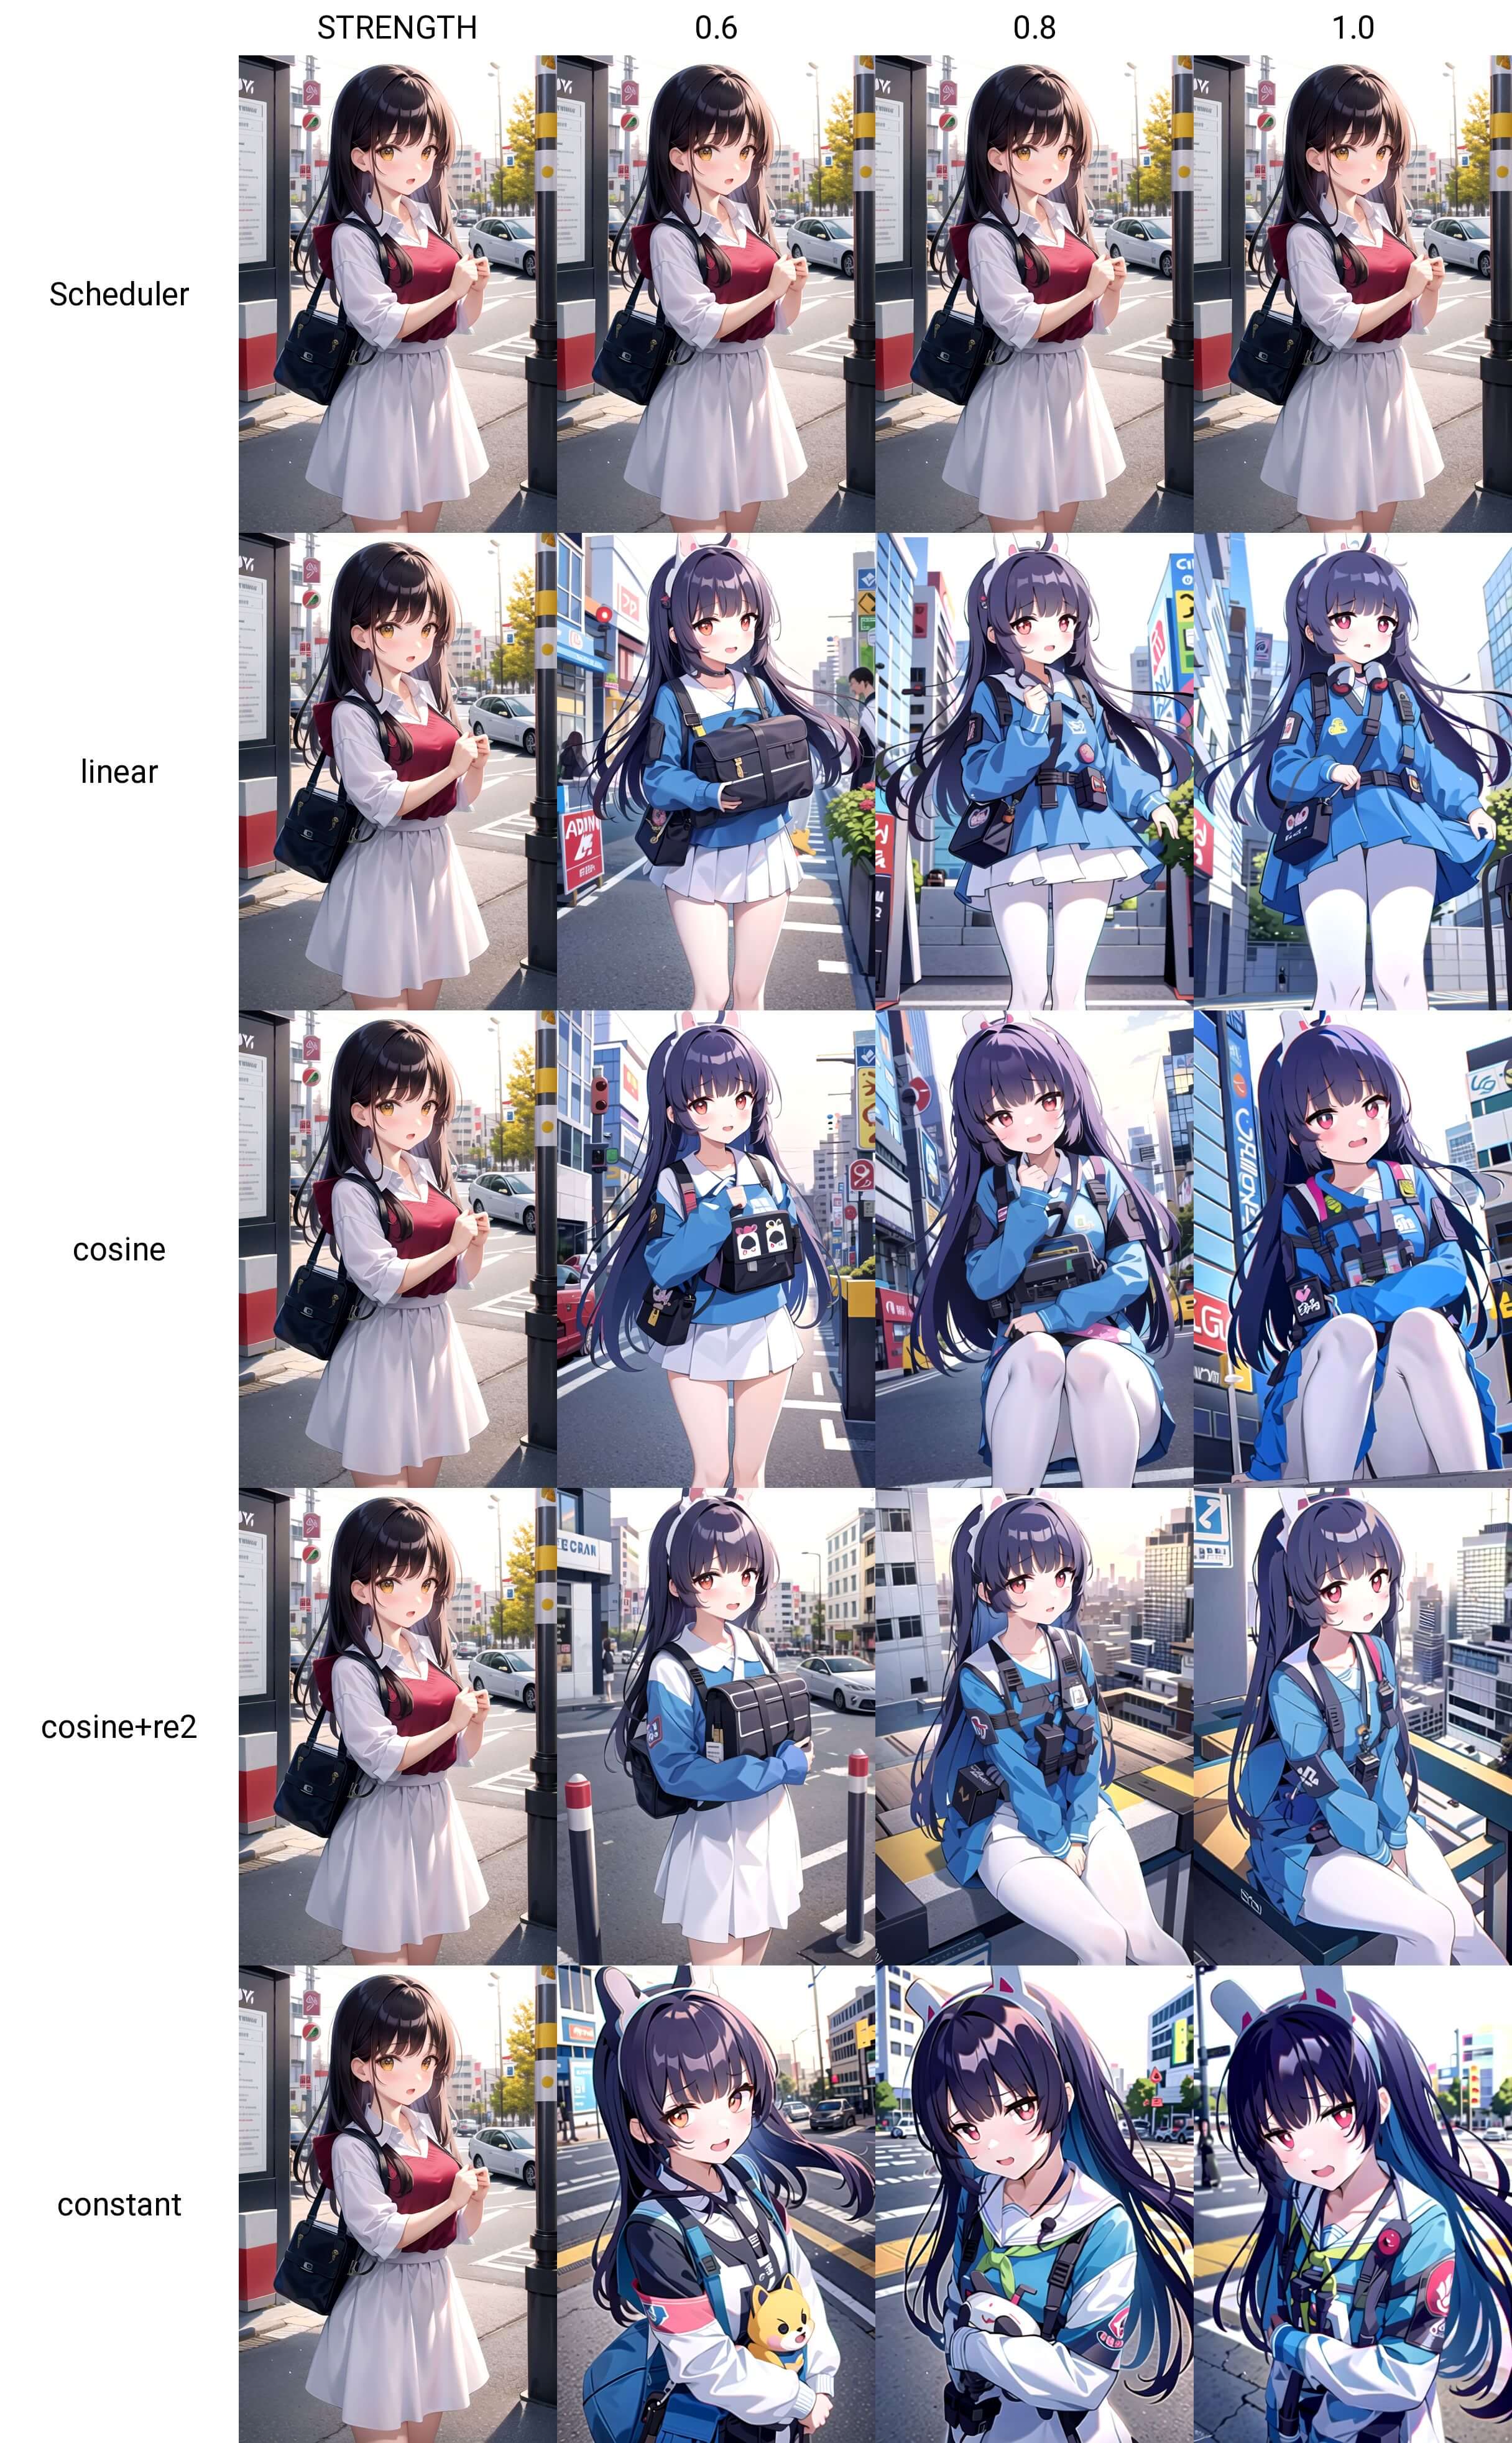 STRENGTH 0.6 0.8 1.0
Scheduler
linear
cosine
cosine+re2
constant